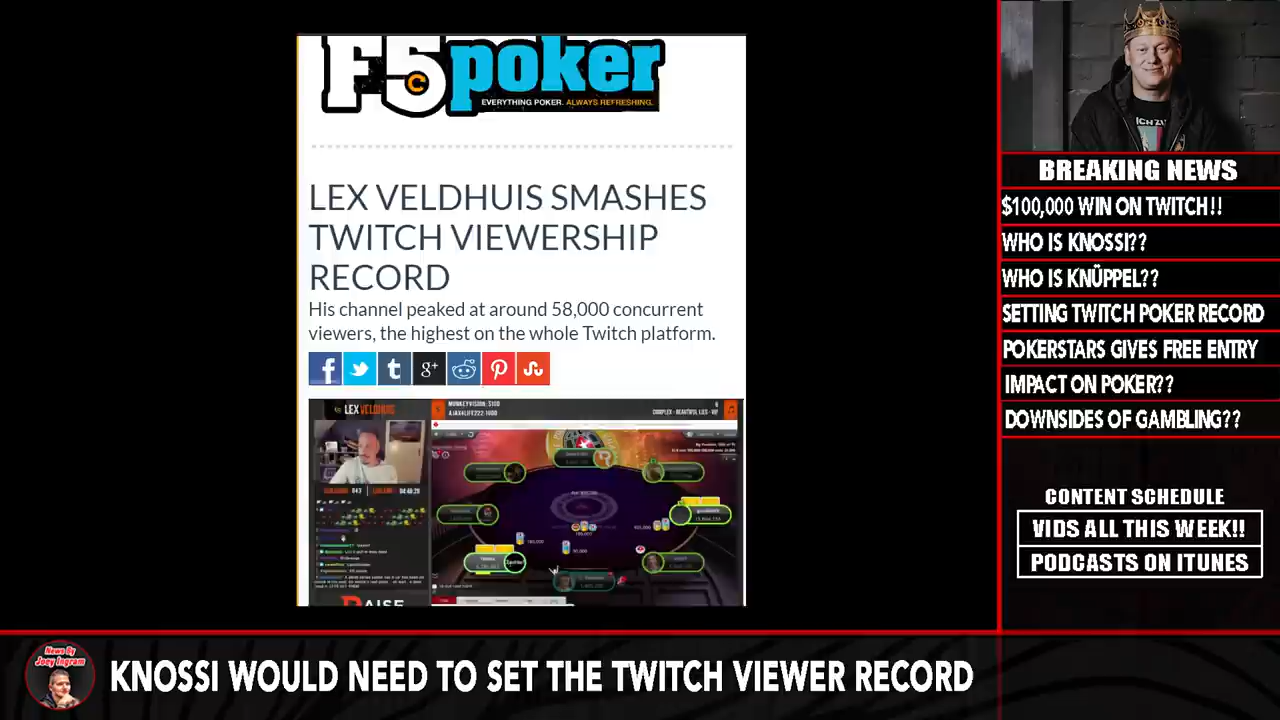 F5 poker
EVERYTHING POKER. ALWAYS REFRESHING.
LEX VELDHUIS SMASHES
TWITCH VIEWERSHIP
RECORD
His channel peaked at around 58,000 concurrent
viewers, the highest on the whole Twitch platform.
LEX VELDHUIS
RAISE
BREAKING NEWS
$100,000 WIN ON TWITCH!!
WHO IS KNOSSI??
WHO IS KNÜPPEL??
SETTING TWITCH POKER RECORD
POKERSTARS GIVES FREE ENTRY
IMPACT ON POKER??
DOWNSIDES OF GAMBLING??
CONTENT SCHEDULE
VIDS ALL THIS WEEK!!
PODCASTS ON ITUNES
News By
Joey Ingram
KNOSSI WOULD NEED TO SET THE TWITCH VIEWER RECORD